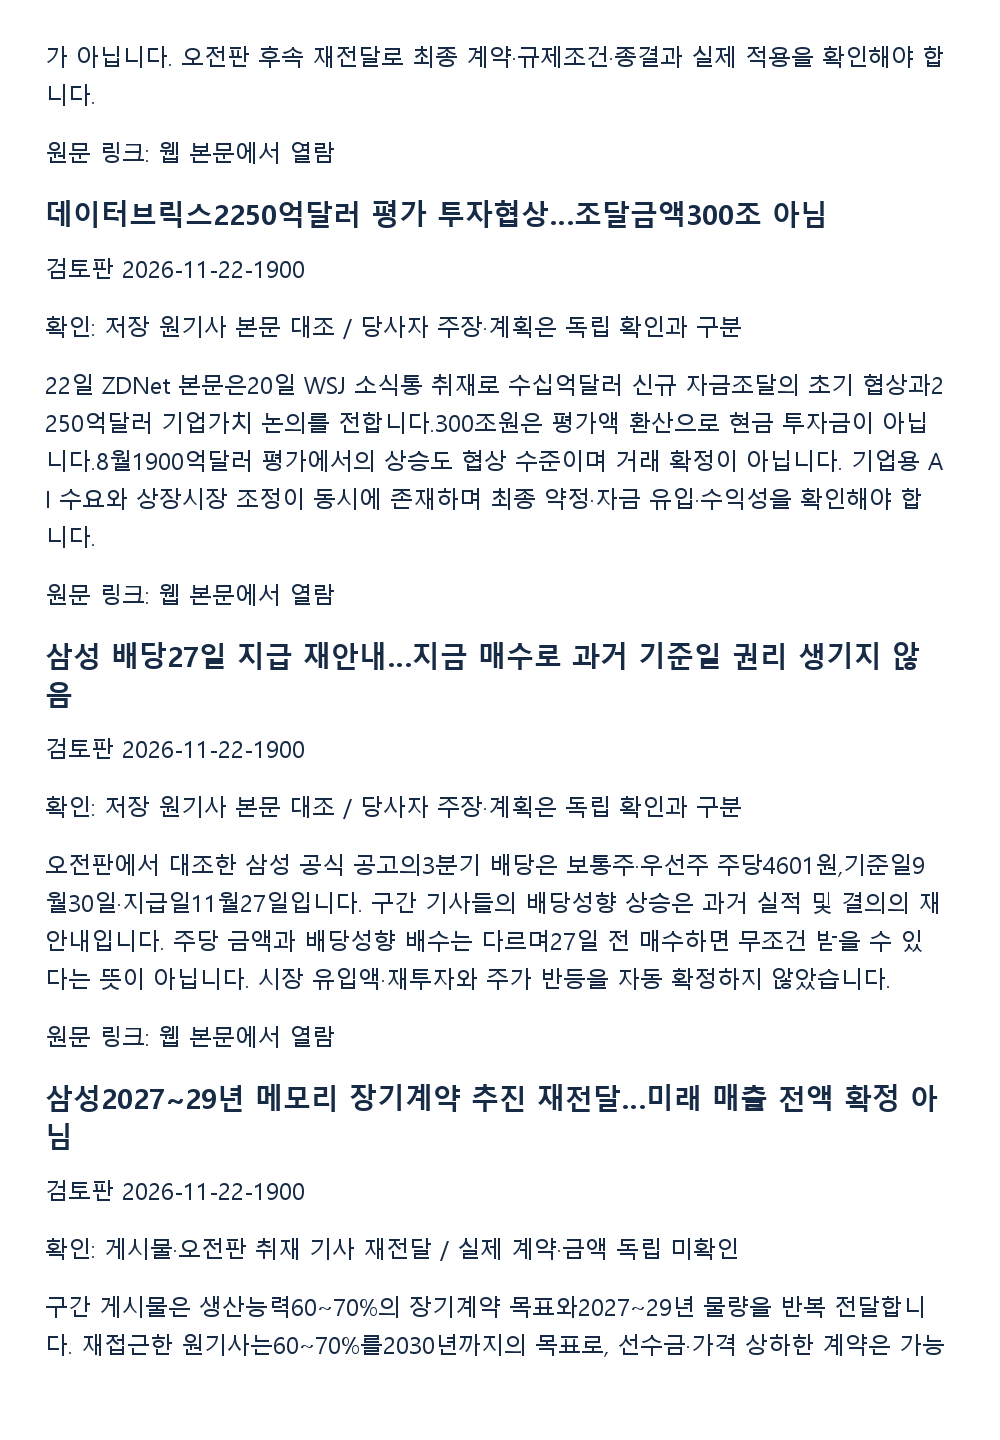 가 아닙니다. 오전판 후속 재전달로 최종 계약·규제조건·종결과 실제 적용을 확인해야 합
니다.
원문 링크: 웹 본문에서 열람
데이터브릭스2250억달러 평가 투자협상...조달금액300조 아님
검토판 2026-11-22-1900
확인: 저장 원기사 본문 대조 / 당사자 주장·계획은 독립 확인과 구분
22일 ZDNet 본문은20일 WSJ 소식통 취재로 수십억달러 신규 자금조달의 초기 협상과2
250억달러 기업가치 논의를 전합니다.300조원은 평가액 환산으로 현금 투자금이 아닙
니다.8월1900억달러 평가에서의 상승도 협상 수준이며 거래 확정이 아닙니다. 기업용 A
I 수요와 상장시장 조정이 동시에 존재하며 최종 약정·자금 유입·수익성을 확인해야 합
니다.
원문 링크: 웹 본문에서 열람
삼성 배당27일 지급 재안내...지금 매수로 과거 기준일 권리 생기지 않
음
검토판 2026-11-22-1900
확인: 저장 원기사 본문 대조 / 당사자 주장·계획은 독립 확인과 구분
오전판에서 대조한 삼성 공식 공고의3분기 배당은 보통주·우선주 주당4601원,기준일9
월30일·지급일11월27일입니다. 구간 기사들의 배당성향 상승은 과거 실적 및 결의의 재
안내입니다. 주당 금액과 배당성향 배수는 다르며27일 전 매수하면 무조건 받을 수 있
다는 뜻이 아닙니다. 시장 유입액·재투자와 주가 반등을 자동 확정하지 않았습니다.
원문 링크: 웹 본문에서 열람
삼성2027~29년 메모리 장기계약 추진 재전달...미래 매출 전액 확정 아
님
검토판 2026-11-22-1900
확인: 게시물·오전판 취재 기사 재전달 / 실제 계약·금액 독립 미확인
구간 게시물은 생산능력60~70%의 장기계약 목표와2027~29년 물량을 반복 전달합니
다. 재접근한 원기사는60~70%를2030년까지의 목표로, 선수금·가격 상하한 계약은 가능